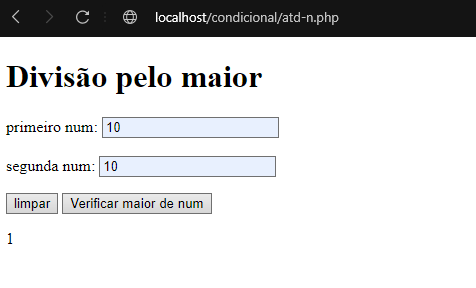 localhost/condicional/atd-n.php
Divisão pelo maior
primeiro num: 10
segunda num: 10
limpar Verificar maior de num
1